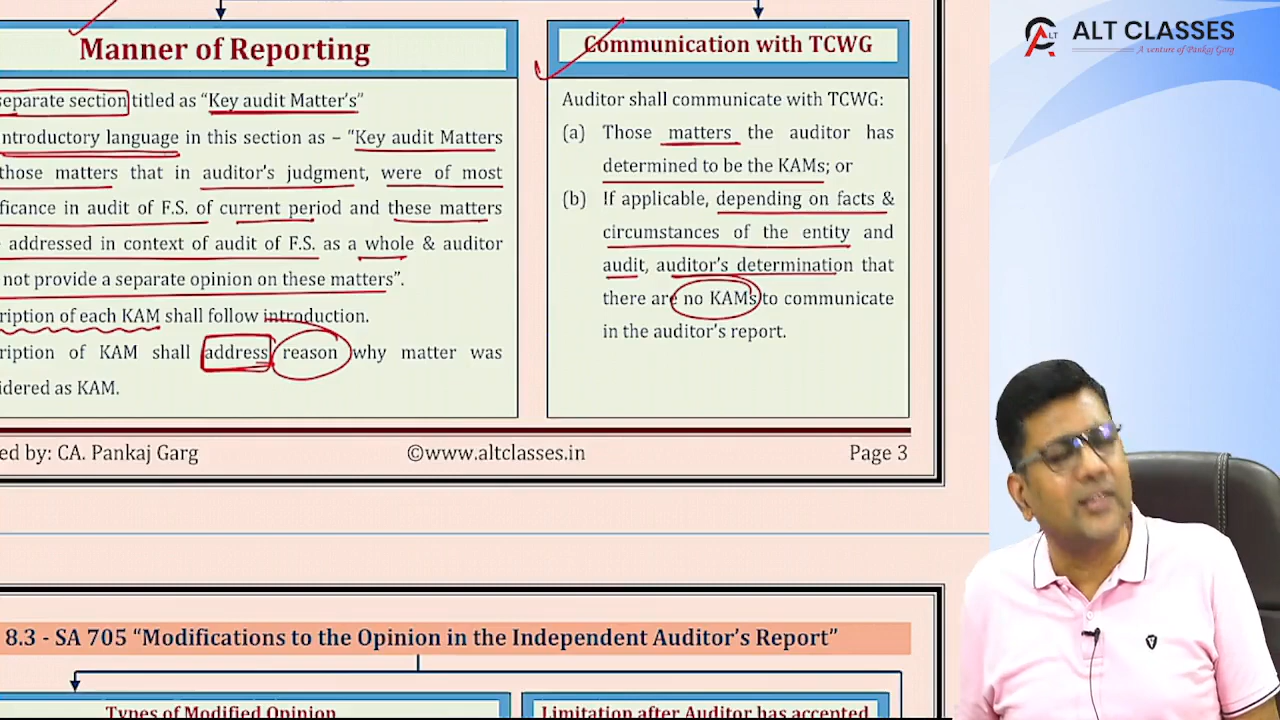 Manner of Reporting
separate section titled as “Key audit Matter’s”
introductory language in this section as – “Key audit Matters
those matters that in auditor’s judgment, were of most
ficance in audit of F.S. of current period and these matters
addressed in context of audit of F.S. as a whole & auditor
not provide a separate opinion on these matters”.
ription of each KAM shall follow introduction.
ription of KAM shall address reason why matter was
idered as KAM.
Communication with TCWG
Auditor shall communicate with TCWG:
(a) Those matters the auditor has
determined to be the KAMs; or
(b) If applicable, depending on facts &
circumstances of the entity and
audit, auditor’s determination that
there are no KAMs to communicate
in the auditor’s report.
ed by: CA. Pankaj Garg ©www.altclasses.in Page 3
8.3 - SA 705 “Modifications to the Opinion in the Independent Auditor’s Report”
Types of Modified Opinion
Limitation after Auditor has accepted
ALT
ALT CLASSES
A venture of Pankaj Garg